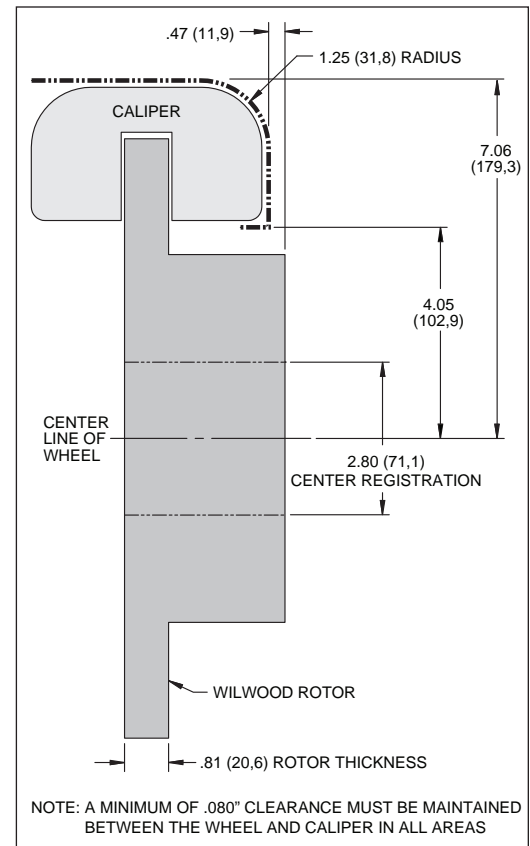 .47 (11,9)
1.25 (31,8) RADIUS
CALIPER
7.06
(179,3)
4.05
(102,9)
CENTER
LINE OF
WHEEL
2.80 (71,1)
CENTER REGISTRATION
WILWOOD ROTOR
.81 (20,6) ROTOR THICKNESS
NOTE: A MINIMUM OF .080" CLEARANCE MUST BE MAINTAINED
BETWEEN THE WHEEL AND CALIPER IN ALL AREAS